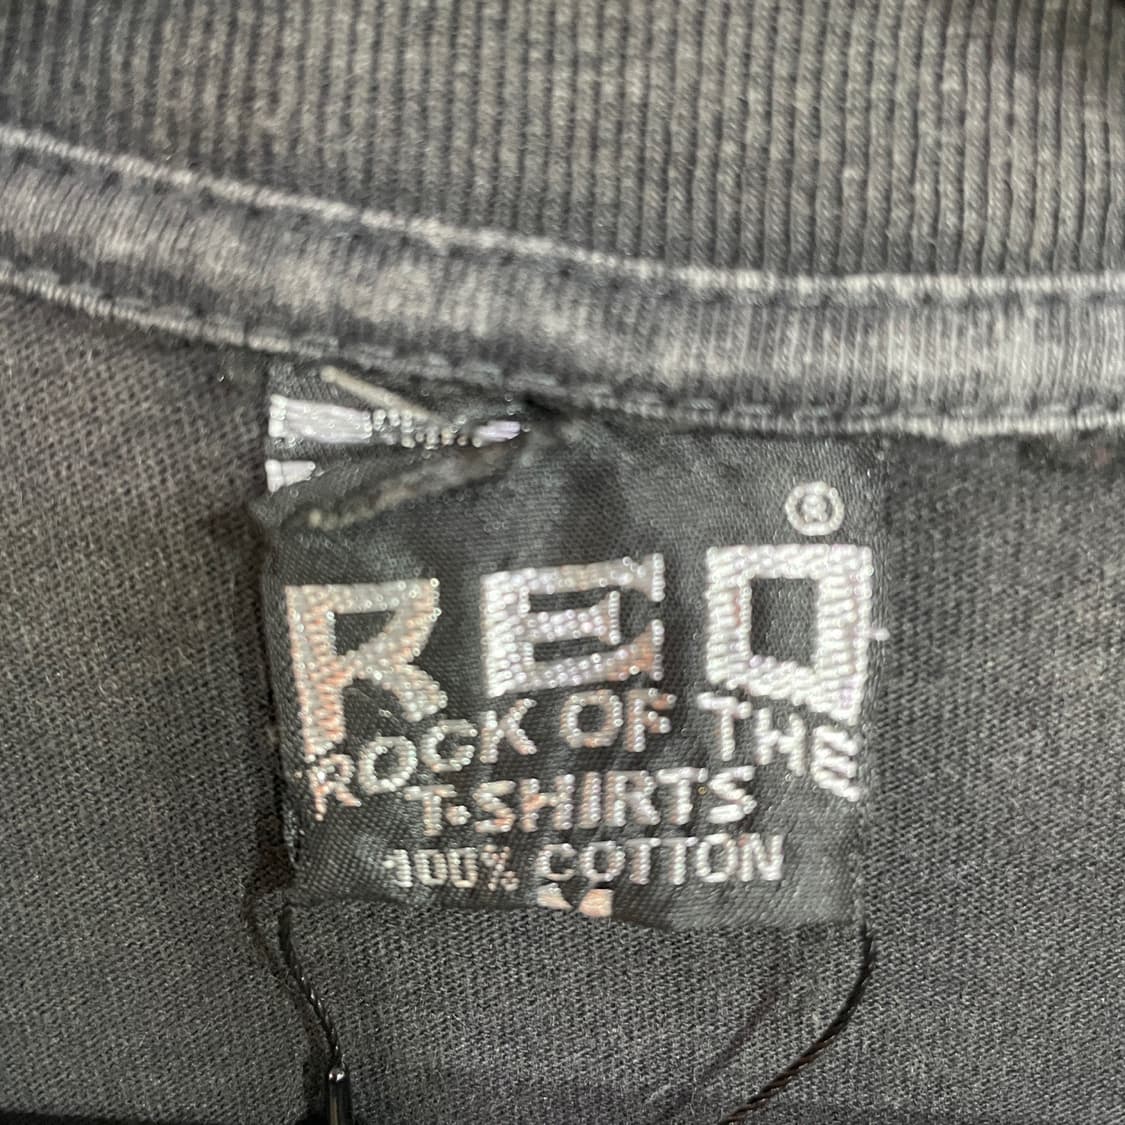 ®
REQ
ROCK OF THE
T-SHIRTS
100% COTTON